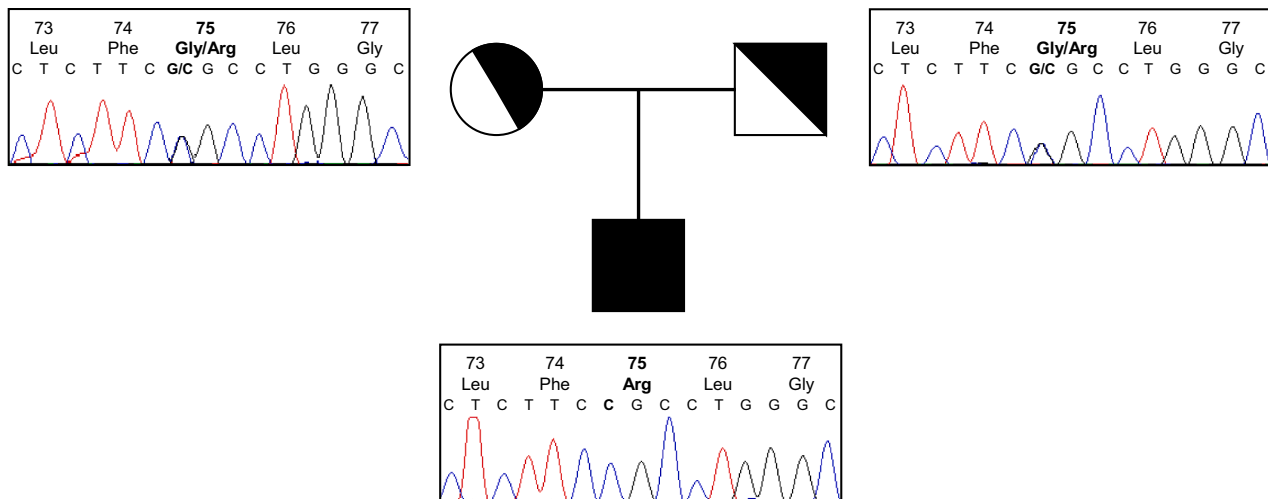 73 74 75 76 77
Leu Phe Gly/Arg Leu Gly
C T C T T C G/C G C C T G G G C
73 74 75 76 77
Leu Phe Gly/Arg Leu Gly
C T C T T C G/C G C C T G G G C
73 74 75 76 77
Leu Phe Arg Leu Gly
C T C T T C C G C C T G G G C